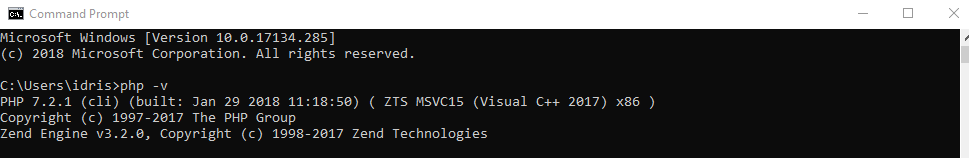 Command Prompt
Microsoft Windows [Version 10.0.17134.285]
(c) 2018 Microsoft Corporation. All rights reserved.
C:\Users\idris>php -v
PHP 7.2.1 (cli) (built: Jan 29 2018 11:18:50) ( ZTS MSVC15 (Visual C++ 2017) x86 )
Copyright (c) 1997-2017 The PHP Group
Zend Engine v3.2.0, Copyright (c) 1998-2017 Zend Technologies